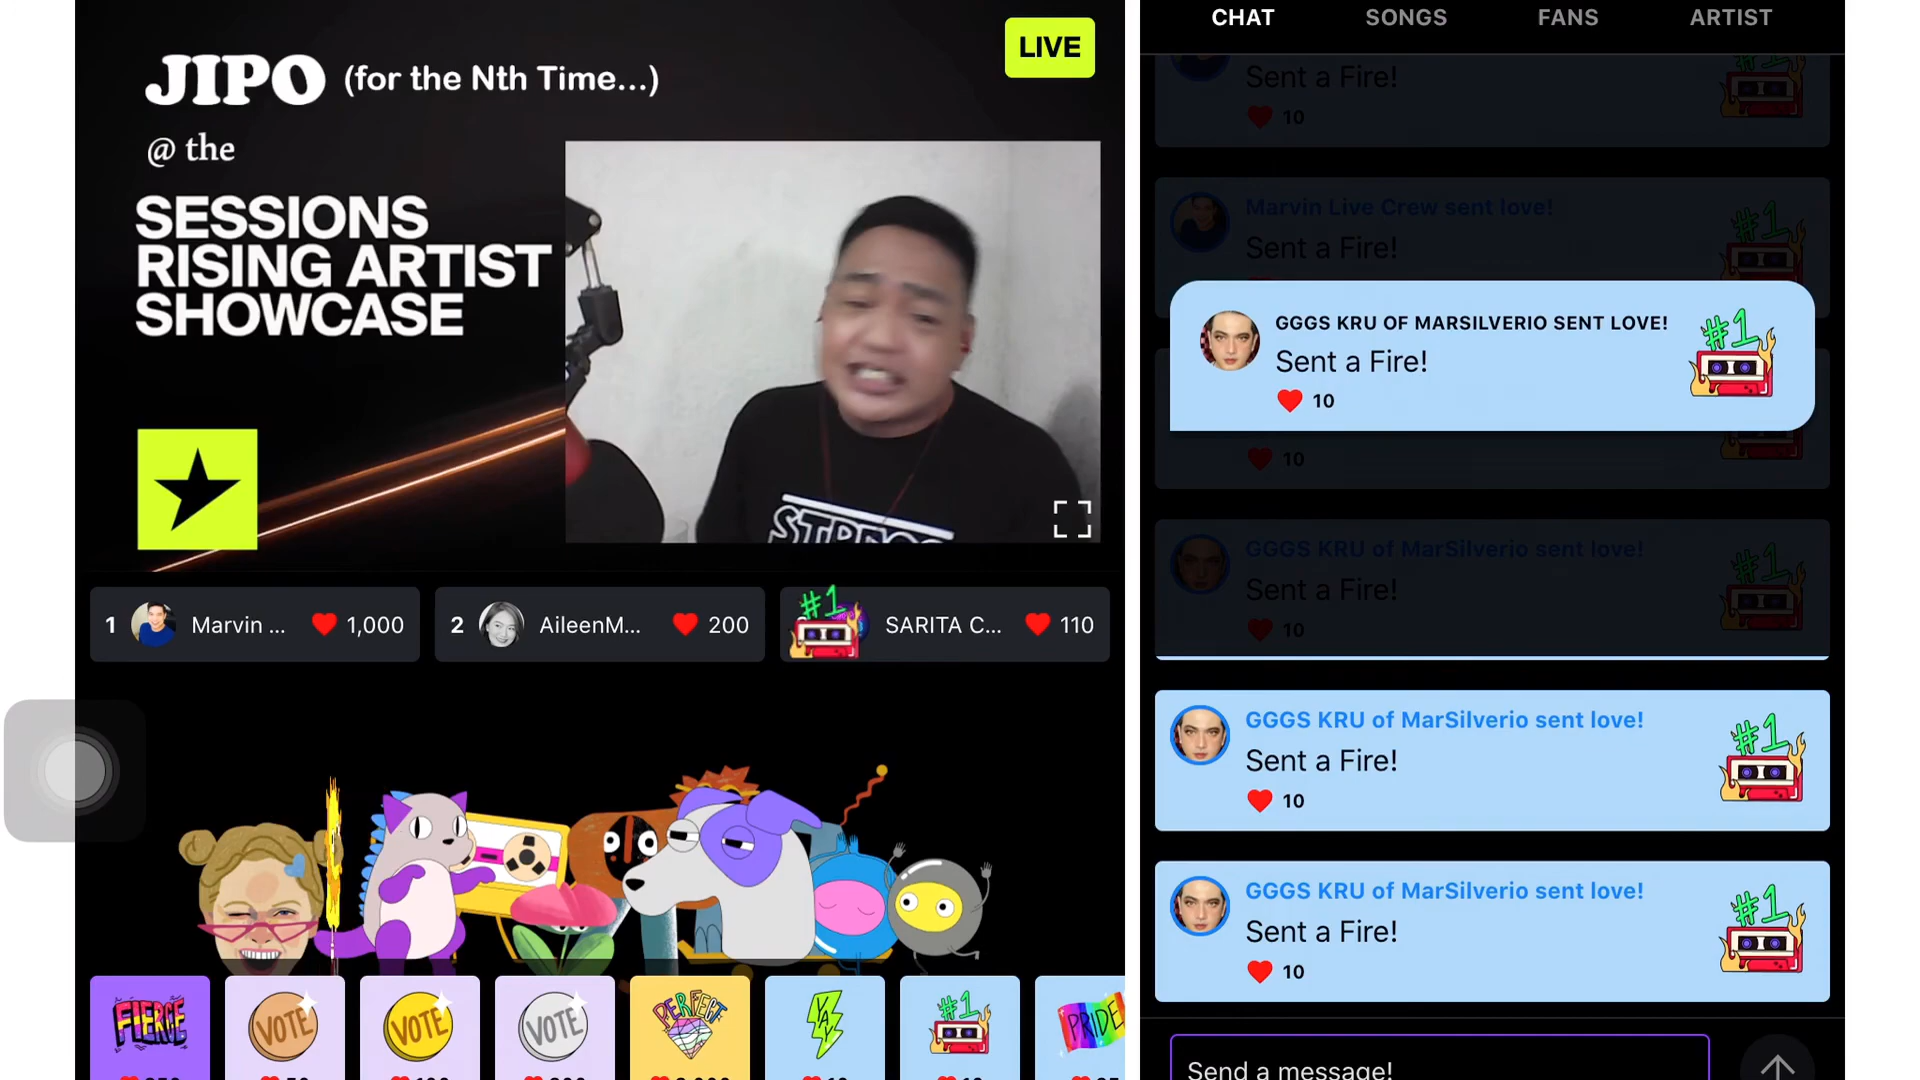 JIPO (for the Nth Time...)
LIVE
@ the
SESSIONS
RISING ARTIST
SHOWCASE
1 Marvin ... 1,000
2 AileenM... 200
#1 SARITA C... 110
FIERCE
VOTE
VOTE
VOTE
PERFECT
YAY
#1
PRIDE
CHAT SONGS FANS ARTIST
Sent a Fire!
10
Marvin Live Crew sent love!
Sent a Fire!
#1
GGGS KRU OF MARSILVERIO SENT LOVE!
Sent a Fire!
10
#1
10
GGGS KRU of MarSilverio sent love!
Sent a Fire!
10
#1
GGGS KRU of MarSilverio sent love!
Sent a Fire!
10
#1
GGGS KRU of MarSilverio sent love!
Sent a Fire!
10
#1
Send a message!